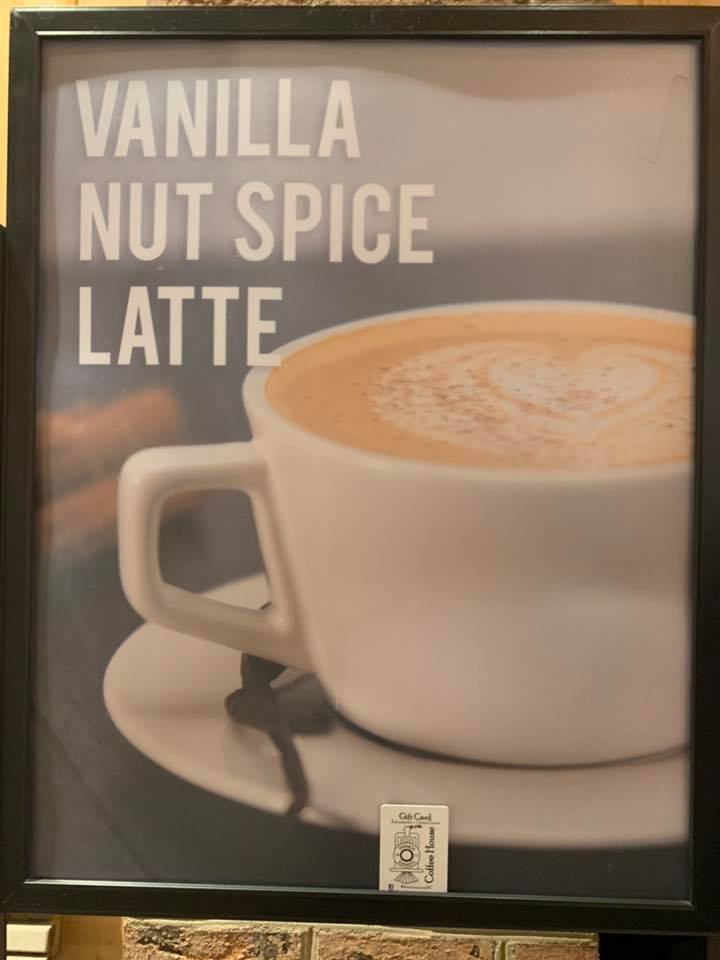 VANILLA
NUT SPICE
LATTE
Gift Card
Coffee House